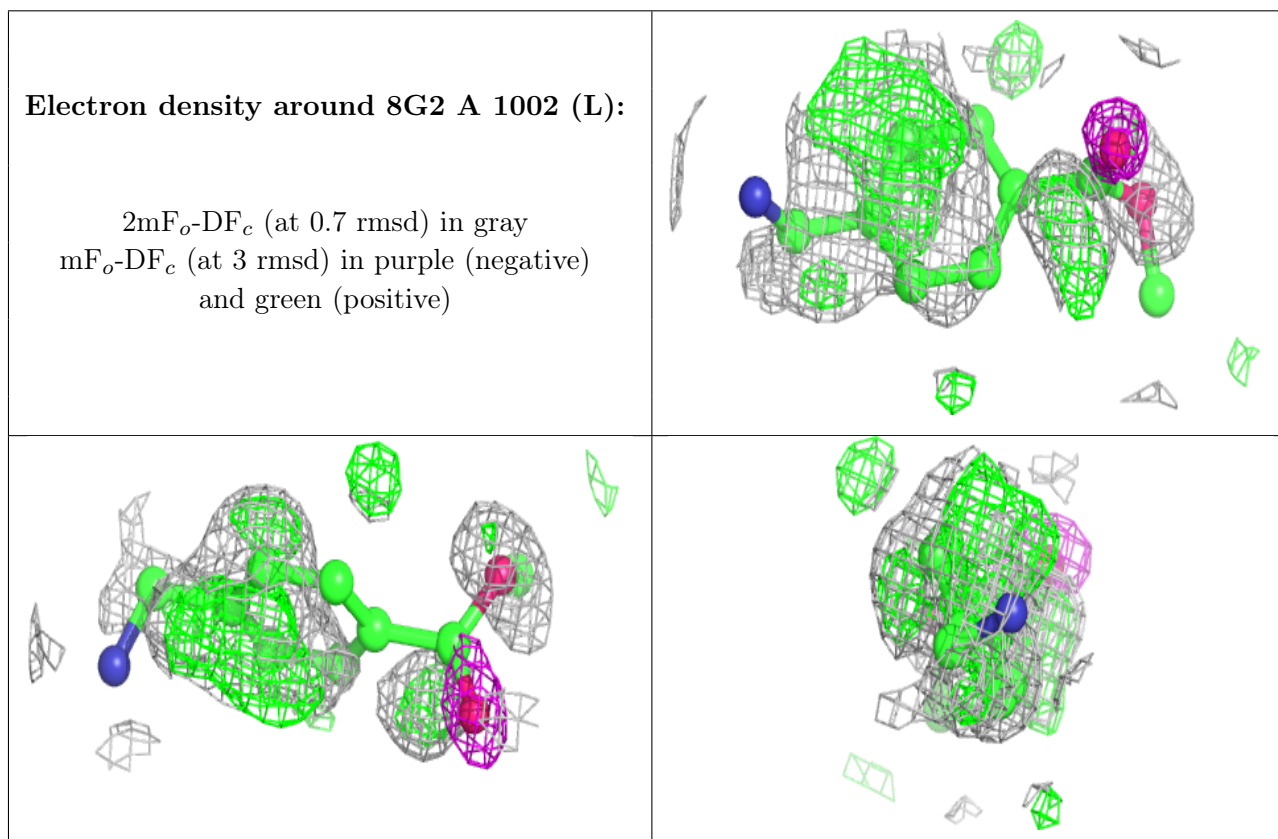 Electron density around 8G2 A 1002 (L):
2mFo-DFc (at 0.7 rmsd) in gray
mFo-DFc (at 3 rmsd) in purple (negative)
and green (positive)